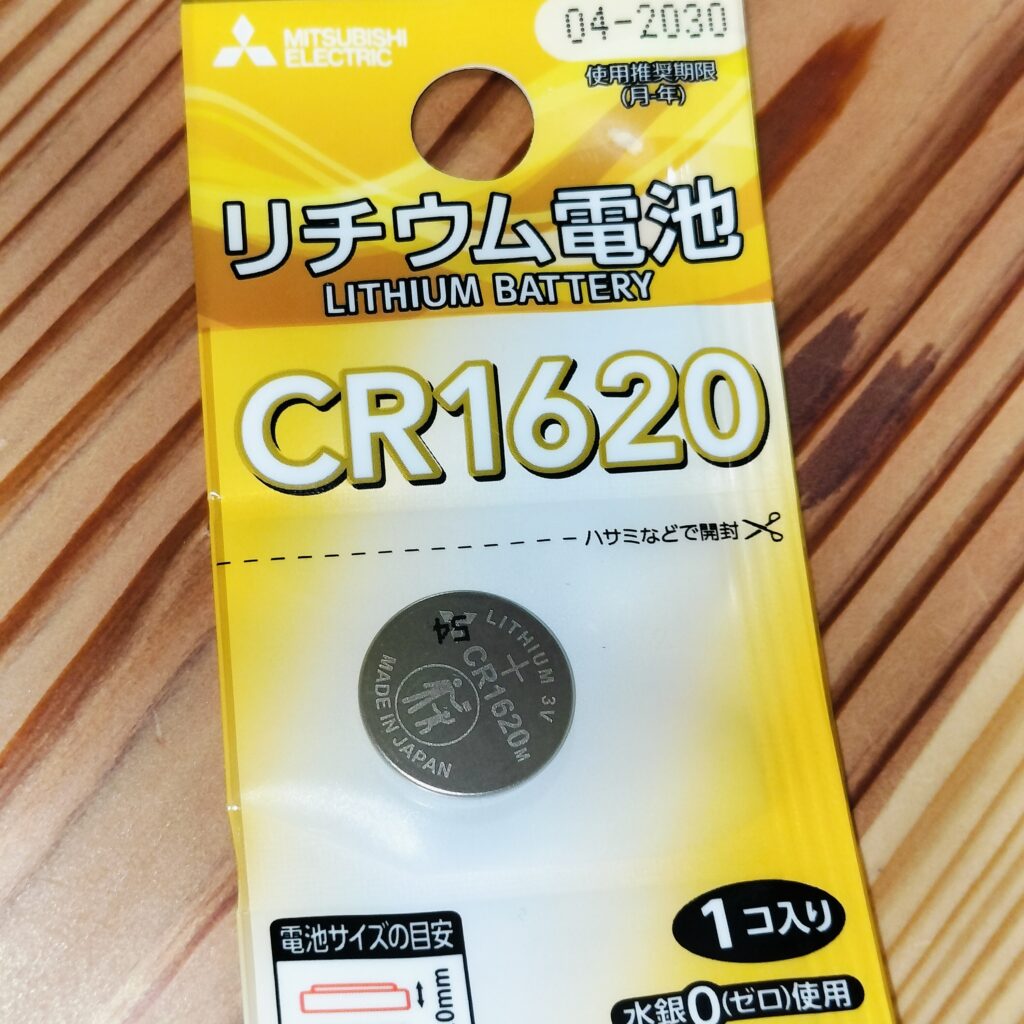 MITSUBISHI
ELECTRIC
04-2030
使用推奨期限
(月-年)
リチウム電池
LITHIUM BATTERY
CR1620
ハサミなどで開封
54
LITHIUM 3V
+
CR1620M
MADE IN JAPAN
1コ入り
電池サイズの目安
0mm
水銀0(ゼロ)使用